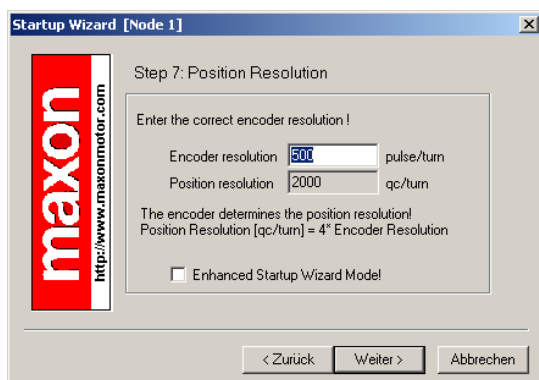 Startup Wizard [Node 1]
maxon
http://www.maxonmotor.com
Step 7: Position Resolution
Enter the correct encoder resolution !
Encoder resolution 500 pulse/turn
Position resolution 2000 qc/turn
The encoder determines the position resolution!
Position Resolution [qc/turn] = 4* Encoder Resolution
Enhanced Startup Wizard Mode!
< Zurück Weiter > Abbrechen